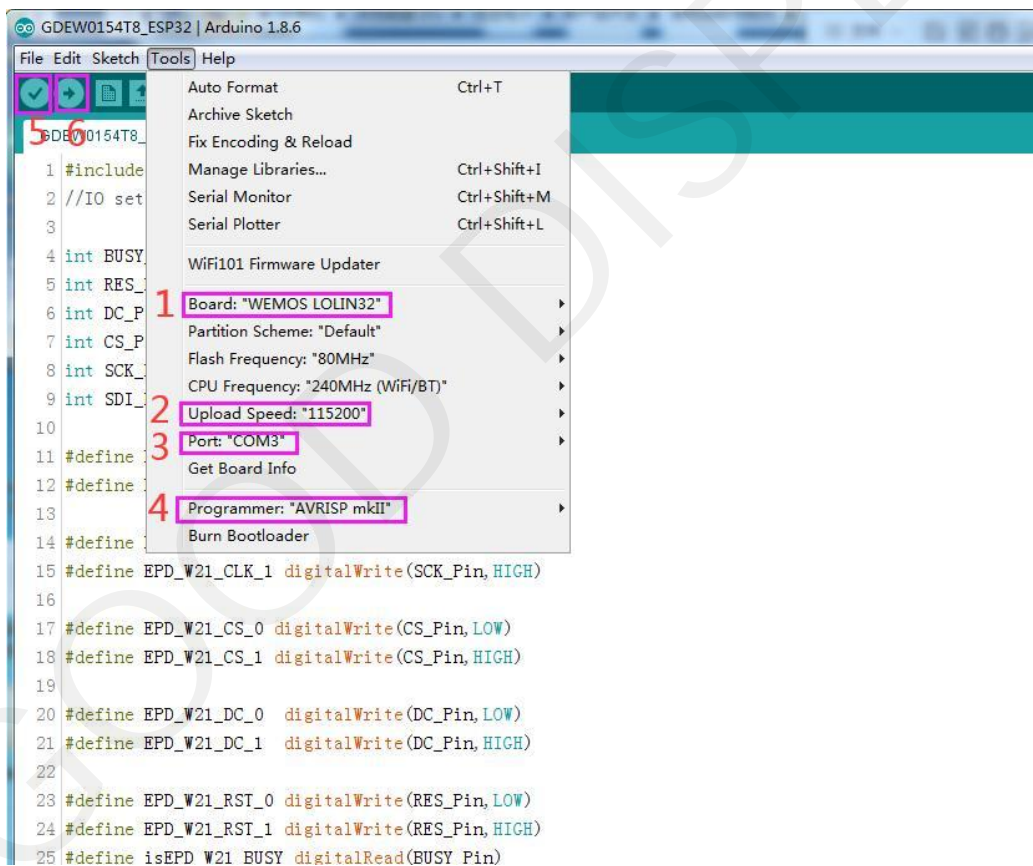 GDEW0154T8_ESP32 | Arduino 1.8.6
File Edit Sketch Tools Help
5 6
GDEW0154T8_
Auto Format Ctrl+T
Archive Sketch
Fix Encoding & Reload
Manage Libraries... Ctrl+Shift+I
Serial Monitor Ctrl+Shift+M
Serial Plotter Ctrl+Shift+L
WiFi101 Firmware Updater
1 Board: "WEMOS LOLIN32"
Partition Scheme: "Default"
Flash Frequency: "80MHz"
CPU Frequency: "240MHz (WiFi/BT)"
2 Upload Speed: "115200"
3 Port: "COM3"
Get Board Info
4 Programmer: "AVRISP mkII"
Burn Bootloader
1 #include
2 //IO set
3
4 int BUSY_
5 int RES_
6 int DC_P
7 int CS_P
8 int SCK_
9 int SDI_
10
11 #define
12 #define
13
14 #define
15 #define EPD_W21_CLK_1 digitalWrite(SCK_Pin,HIGH)
16
17 #define EPD_W21_CS_0 digitalWrite(CS_Pin,LOW)
18 #define EPD_W21_CS_1 digitalWrite(CS_Pin,HIGH)
19
20 #define EPD_W21_DC_0 digitalWrite(DC_Pin,LOW)
21 #define EPD_W21_DC_1 digitalWrite(DC_Pin,HIGH)
22
23 #define EPD_W21_RST_0 digitalWrite(RES_Pin,LOW)
24 #define EPD_W21_RST_1 digitalWrite(RES_Pin,HIGH)
25 #define isEPD_W21_BUSY digitalRead(BUSY_Pin)
GOOD DISP